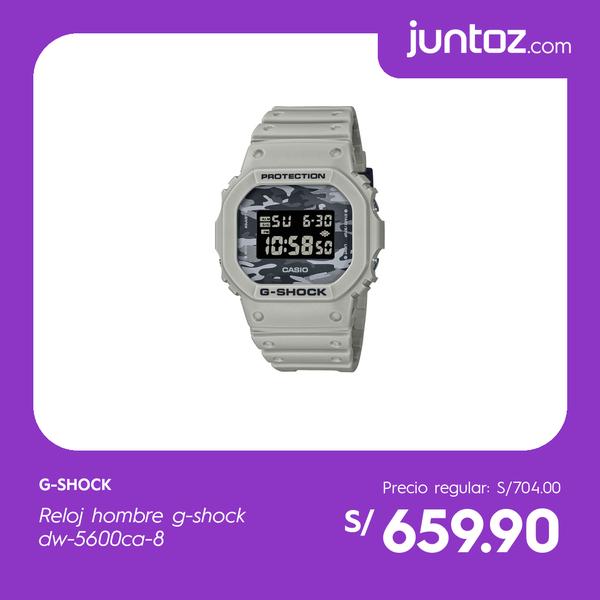 juntoz.com
PROTECTION
SU 6-30
10:58 50
CASIO
G-SHOCK
G-SHOCK
Reloj hombre g-shock
dw-5600ca-8
Precio regular: S/704.00
S/ 659.90